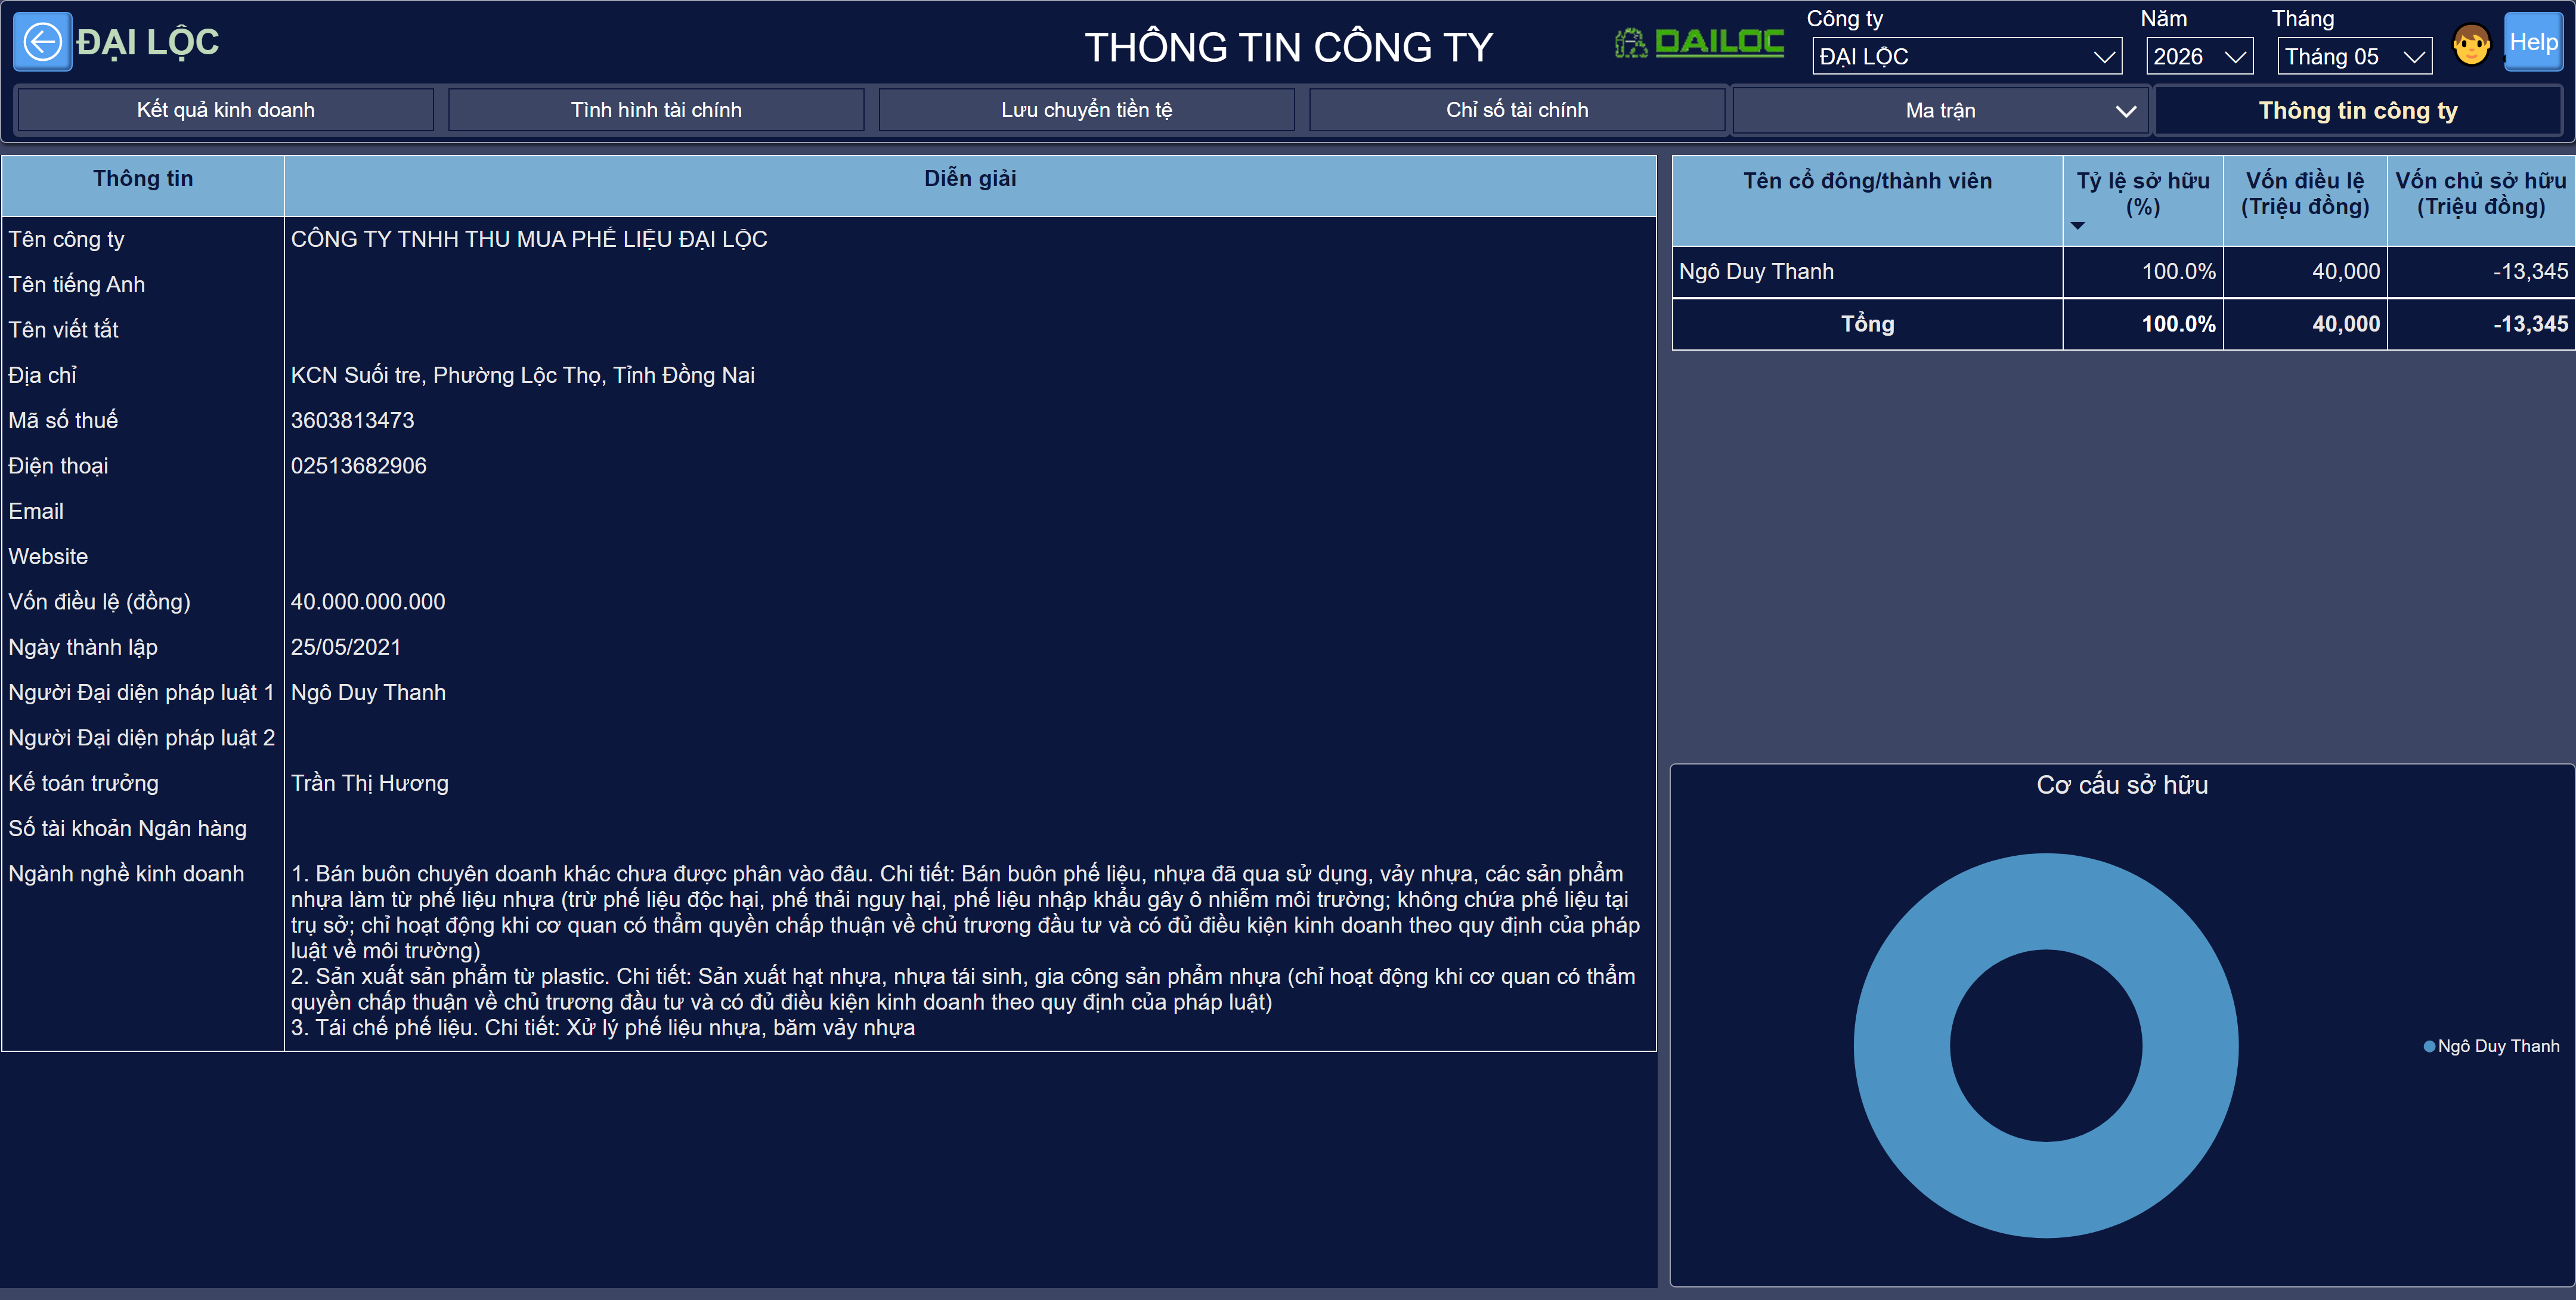 ĐẠI LỘC
THÔNG TIN CÔNG TY
DAILOC
Công ty
Năm
Tháng
ĐẠI LỘC
2026
Tháng 05
Help
Kết quả kinh doanh
Tình hình tài chính
Lưu chuyển tiền tệ
Chỉ số tài chính
Ma trận
Thông tin công ty
Thông tin
Diễn giải
Tên công ty
CÔNG TY TNHH THU MUA PHẾ LIỆU ĐẠI LỘC
Tên tiếng Anh
Tên viết tắt
Địa chỉ
KCN Suối tre, Phường Lộc Thọ, Tỉnh Đồng Nai
Mã số thuế
3603813473
Điện thoại
02513682906
Email
Website
Vốn điều lệ (đồng)
40.000.000.000
Ngày thành lập
25/05/2021
Người Đại diện pháp luật 1
Ngô Duy Thanh
Người Đại diện pháp luật 2
Kế toán trưởng
Trần Thị Hương
Số tài khoản Ngân hàng
Ngành nghề kinh doanh
1. Bán buôn chuyên doanh khác chưa được phân vào đâu. Chi tiết: Bán buôn phế liệu, nhựa đã qua sử dụng, vảy nhựa, các sản phẩm
nhựa làm từ phế liệu nhựa (trừ phế liệu độc hại, phế thải nguy hại, phế liệu nhập khẩu gây ô nhiễm môi trường; không chứa phế liệu tại
trụ sở; chỉ hoạt động khi cơ quan có thẩm quyền chấp thuận về chủ trương đầu tư và có đủ điều kiện kinh doanh theo quy định của pháp
luật về môi trường)
2. Sản xuất sản phẩm từ plastic. Chi tiết: Sản xuất hạt nhựa, nhựa tái sinh, gia công sản phẩm nhựa (chỉ hoạt động khi cơ quan có thẩm
quyền chấp thuận về chủ trương đầu tư và có đủ điều kiện kinh doanh theo quy định của pháp luật)
3. Tái chế phế liệu. Chi tiết: Xử lý phế liệu nhựa, băm vảy nhựa
Tên cổ đông/thành viên
Tỷ lệ sở hữu
(%)
Vốn điều lệ
(Triệu đồng)
Vốn chủ sở hữu
(Triệu đồng)
Ngô Duy Thanh
100.0%
40,000
-13,345
Tổng
100.0%
40,000
-13,345
Cơ cấu sở hữu
Ngô Duy Thanh